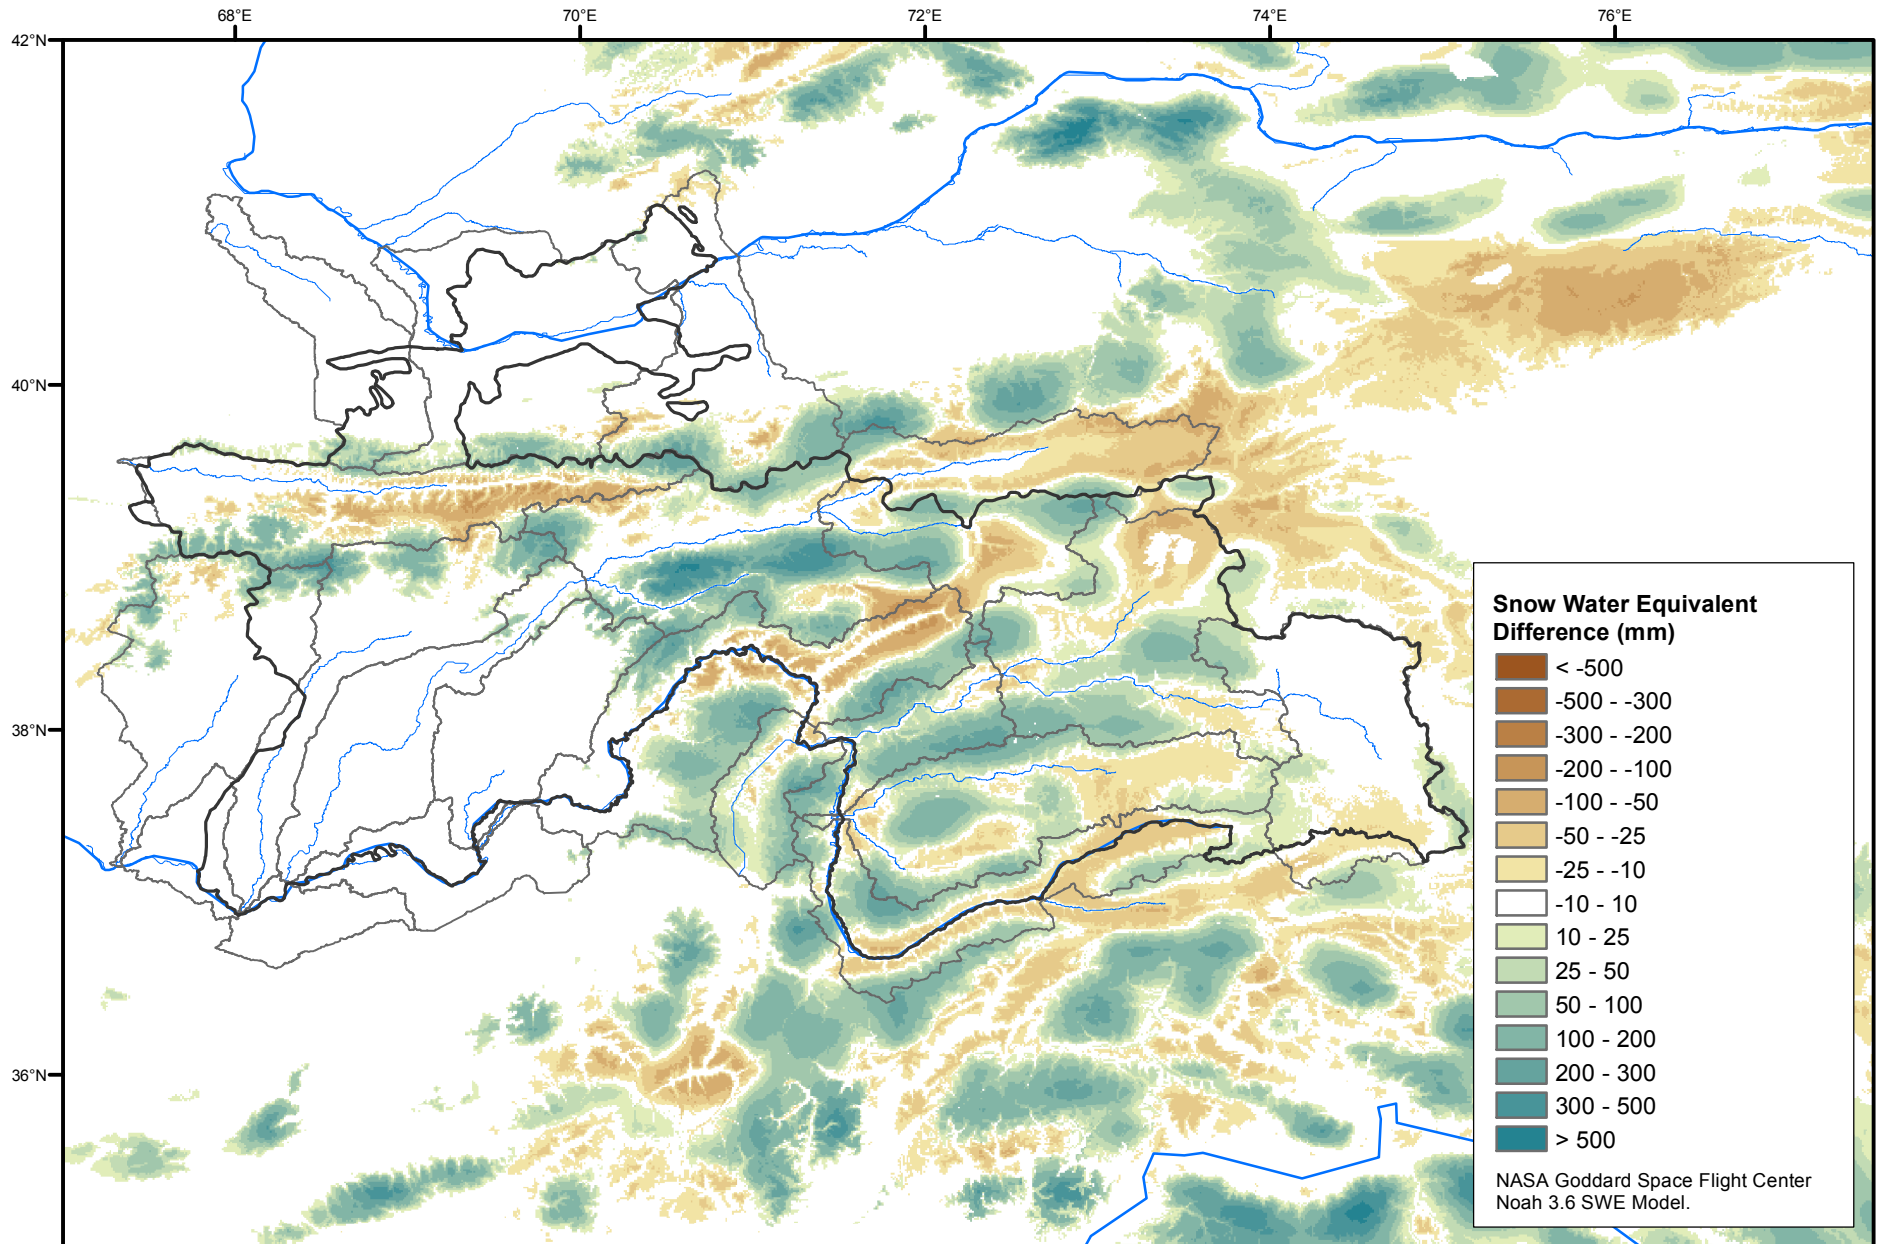 68°E 70°E 72°E 74°E 76°E
42°N
40°N
38°N
36°N
Snow Water Equivalent
Difference (mm)
< -500
-500 - -300
-300 - -200
-200 - -100
-100 - -50
-50 - -25
-25 - -10
-10 - 10
10 - 25
25 - 50
50 - 100
100 - 200
200 - 300
300 - 500
> 500
NASA Goddard Space Flight Center
Noah 3.6 SWE Model.